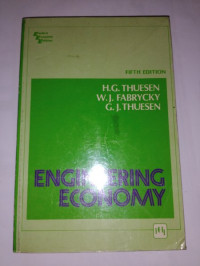 FIFTH EDITION
H.G. THUESEN
W.J. FABRYCKY
G.J. THUESEN
ENGINEERING
ECONOMY